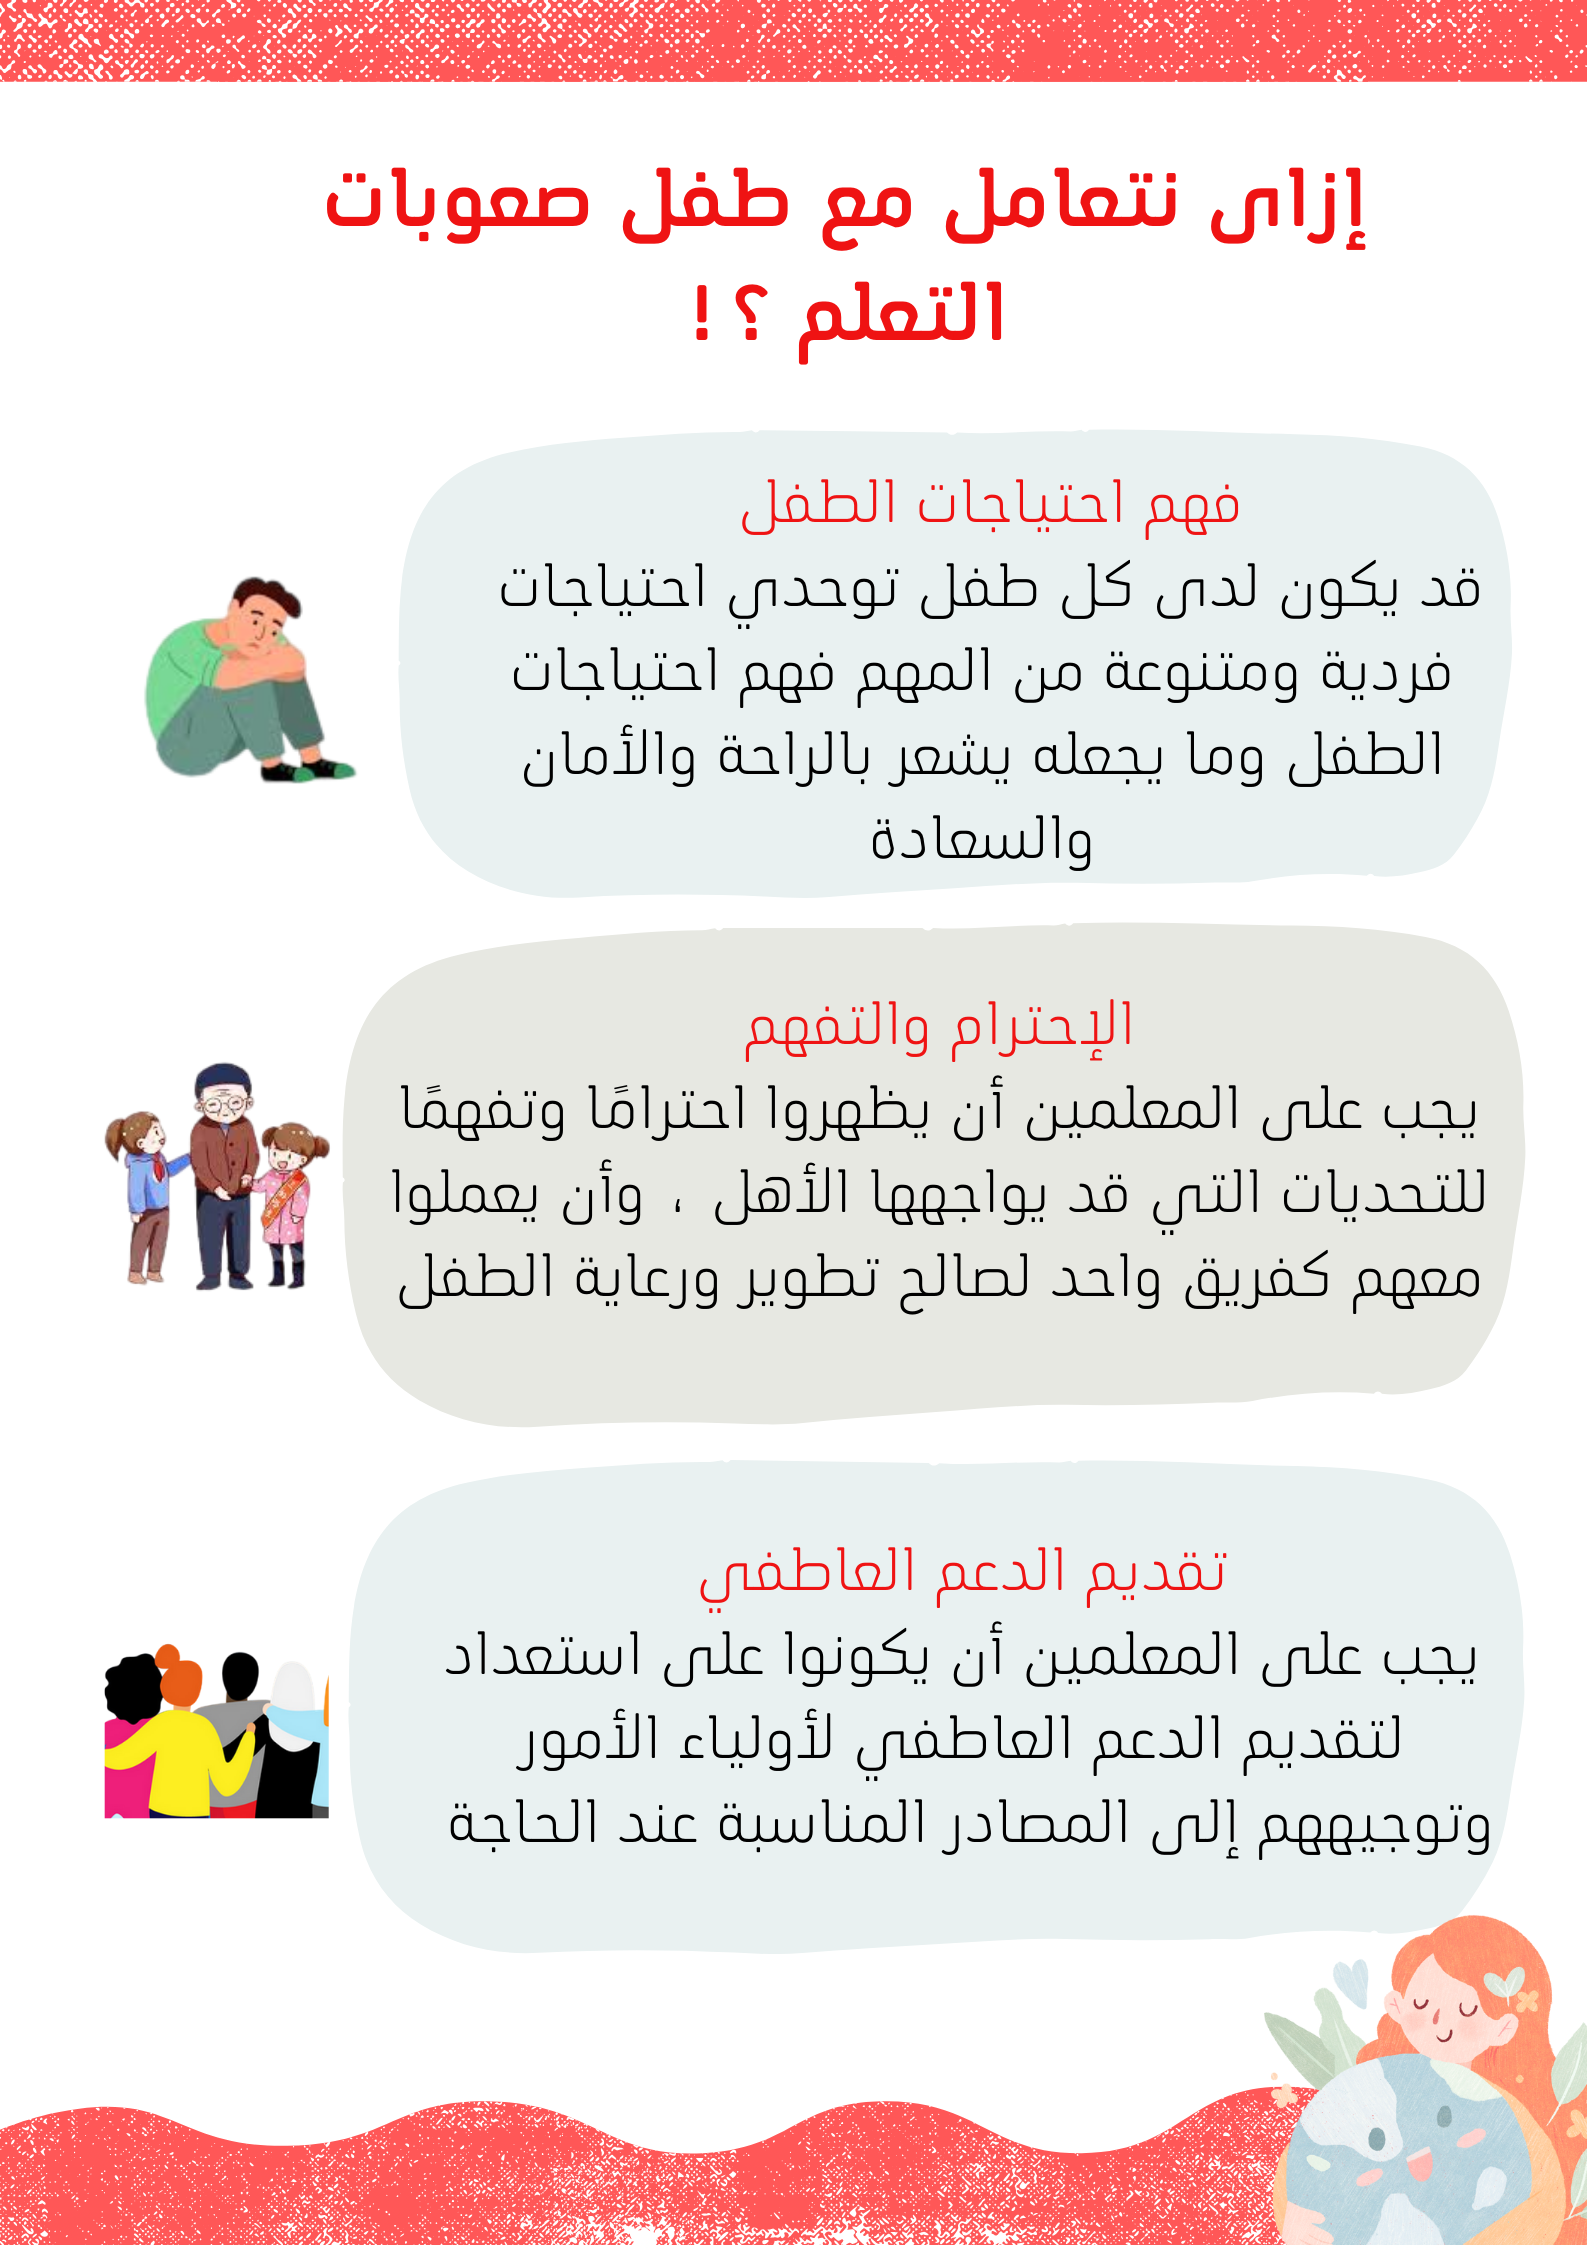 إزاى نتعامل مع طفل صعوبات
التعلم ؟ !
فهم احتياجات الطفل
قد يكون لدى كل طفل توحدي احتياجات
فردية ومتنوعة من المهم فهم احتياجات
الطفل وما يجعله يشعر بالراحة والأمان
والسعادة
الإحترام والتفهم
يجب على المعلمين أن يظهروا احترامًا وتفهمًا
للتحديات التي قد يواجهها الأهل ، وأن يعملوا
معهم كفريق واحد لصالح تطوير ورعاية الطفل
تقديم الدعم العاطفي
يجب على المعلمين أن يكونوا على استعداد
لتقديم الدعم العاطفي لأولياء الأمور
وتوجيههم إلى المصادر المناسبة عند الحاجة